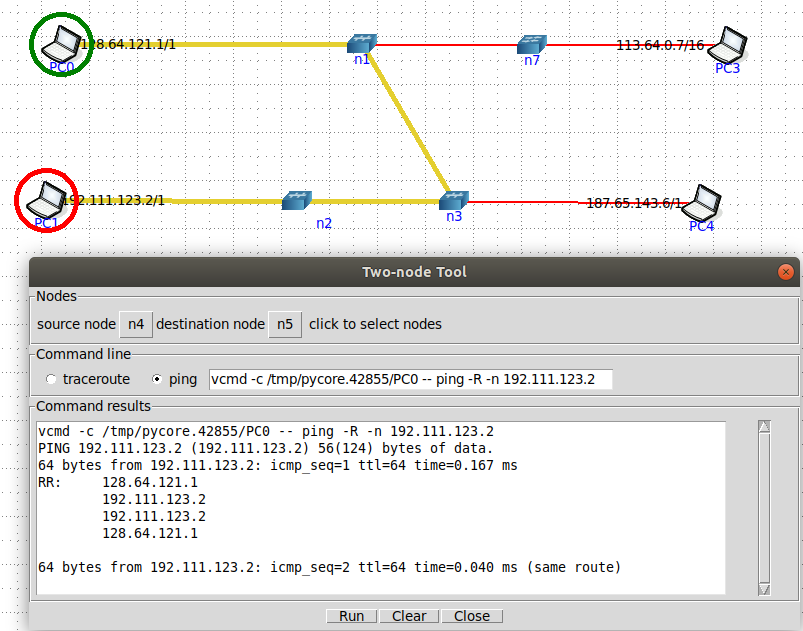 128.64.121.1/1
113.64.0.7/16
PC0
n1
n7
PC3
192.111.123.2/1
187.65.143.6/1
PC1
n2
n3
PC4
Two-node Tool
Nodes
source node n4 destination node n5 click to select nodes
Command line
traceroute ping vcmd -c /tmp/pycore.42855/PC0 -- ping -R -n 192.111.123.2
Command results
vcmd -c /tmp/pycore.42855/PC0 -- ping -R -n 192.111.123.2
PING 192.111.123.2 (192.111.123.2) 56(124) bytes of data.
64 bytes from 192.111.123.2: icmp_seq=1 ttl=64 time=0.167 ms
RR: 128.64.121.1
192.111.123.2
192.111.123.2
128.64.121.1
64 bytes from 192.111.123.2: icmp_seq=2 ttl=64 time=0.040 ms (same route)
Run Clear Close